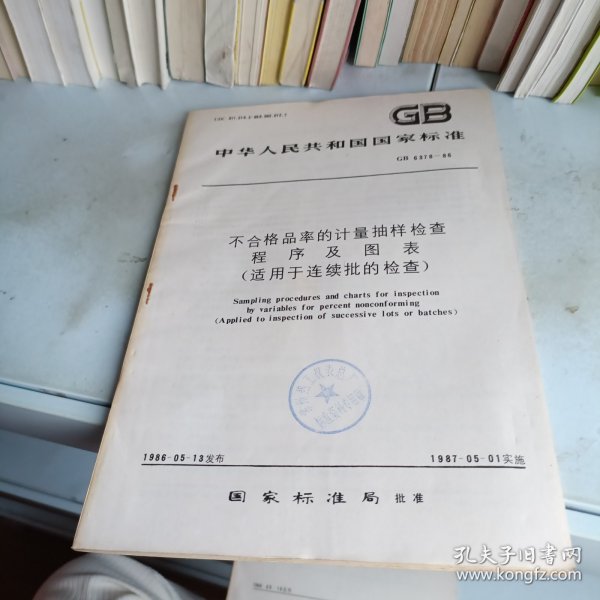 GB
中华人民共和国国家标准
GB 6378-86
不合格品率的计量抽样检查
程序及图表
(适用于连续批的检查)
Sampling procedures and charts for inspection
by variables for percent nonconforming
(Applied to inspection of successive lots or batches)
1986-05-13发布
1987-05-01实施
国家标准局 批准
孔夫子旧书网
www.kongfz.com